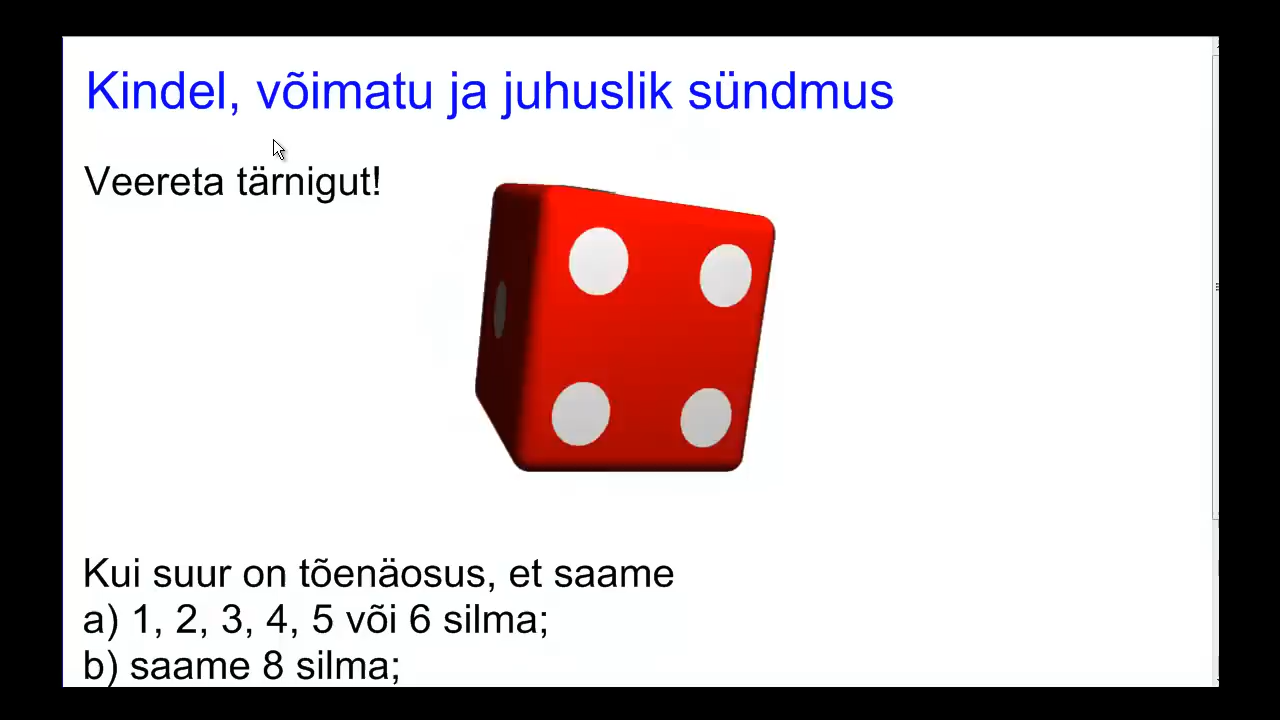 Kindel, võimatu ja juhuslik sündmus
Veereta tärnigut!
Kui suur on tõenäosus, et saame
a) 1, 2, 3, 4, 5 või 6 silma;
b) saame 8 silma;